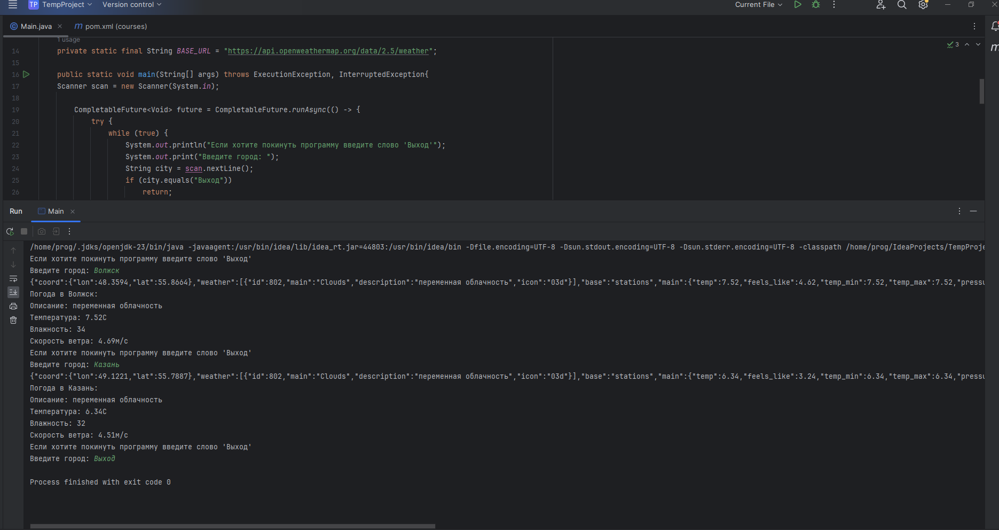 TP TempProject Version control Current File
Main.java m pom.xml (courses)
1 usage
14 private static final String BASE_URL = "https://api.openweathermap.org/data/2.5/weather";
3
15
16 public static void main(String[] args) throws ExecutionException, InterruptedException{
17 Scanner scan = new Scanner(System.in);
18
19 CompletableFuture<Void> future = CompletableFuture.runAsync(() -> {
20 try {
21 while (true) {
22 System.out.println("Если хотите покинуть программу введите слово 'Выход'");
23 System.out.print("Введите город: ");
24 String city = scan.nextLine();
25 if (city.equals("Выход"))
26 return;
Run Main
/home/prog/.jdks/openjdk-23/bin/java -javaagent:/usr/bin/idea/lib/idea_rt.jar=44803:/usr/bin/idea/bin -Dfile.encoding=UTF-8 -Dsun.stdout.encoding=UTF-8 -Dsun.stderr.encoding=UTF-8 -classpath /home/prog/IdeaProjects/TempProje
Если хотите покинуть программу введите слово 'Выход'
Введите город: Волжск
{"coord":{"lon":48.3594,"lat":55.8664},"weather":[{"id":802,"main":"Clouds","description":"переменная облачность","icon":"03d"}],"base":"stations","main":{"temp":7.52,"feels_like":4.62,"temp_min":7.52,"temp_max":7.52,"pressu
Погода в Волжск:
Описание: переменная облачность
Температура: 7.52C
Влажность: 34
Скорость ветра: 4.69м/с
Если хотите покинуть программу введите слово 'Выход'
Введите город: Казань
{"coord":{"lon":49.1221,"lat":55.7887},"weather":[{"id":802,"main":"Clouds","description":"переменная облачность","icon":"03d"}],"base":"stations","main":{"temp":6.34,"feels_like":3.24,"temp_min":6.34,"temp_max":6.34,"pressu
Погода в Казань:
Описание: переменная облачность
Температура: 6.34C
Влажность: 32
Скорость ветра: 4.51м/с
Если хотите покинуть программу введите слово 'Выход'
Введите город: Выход
Process finished with exit code 0